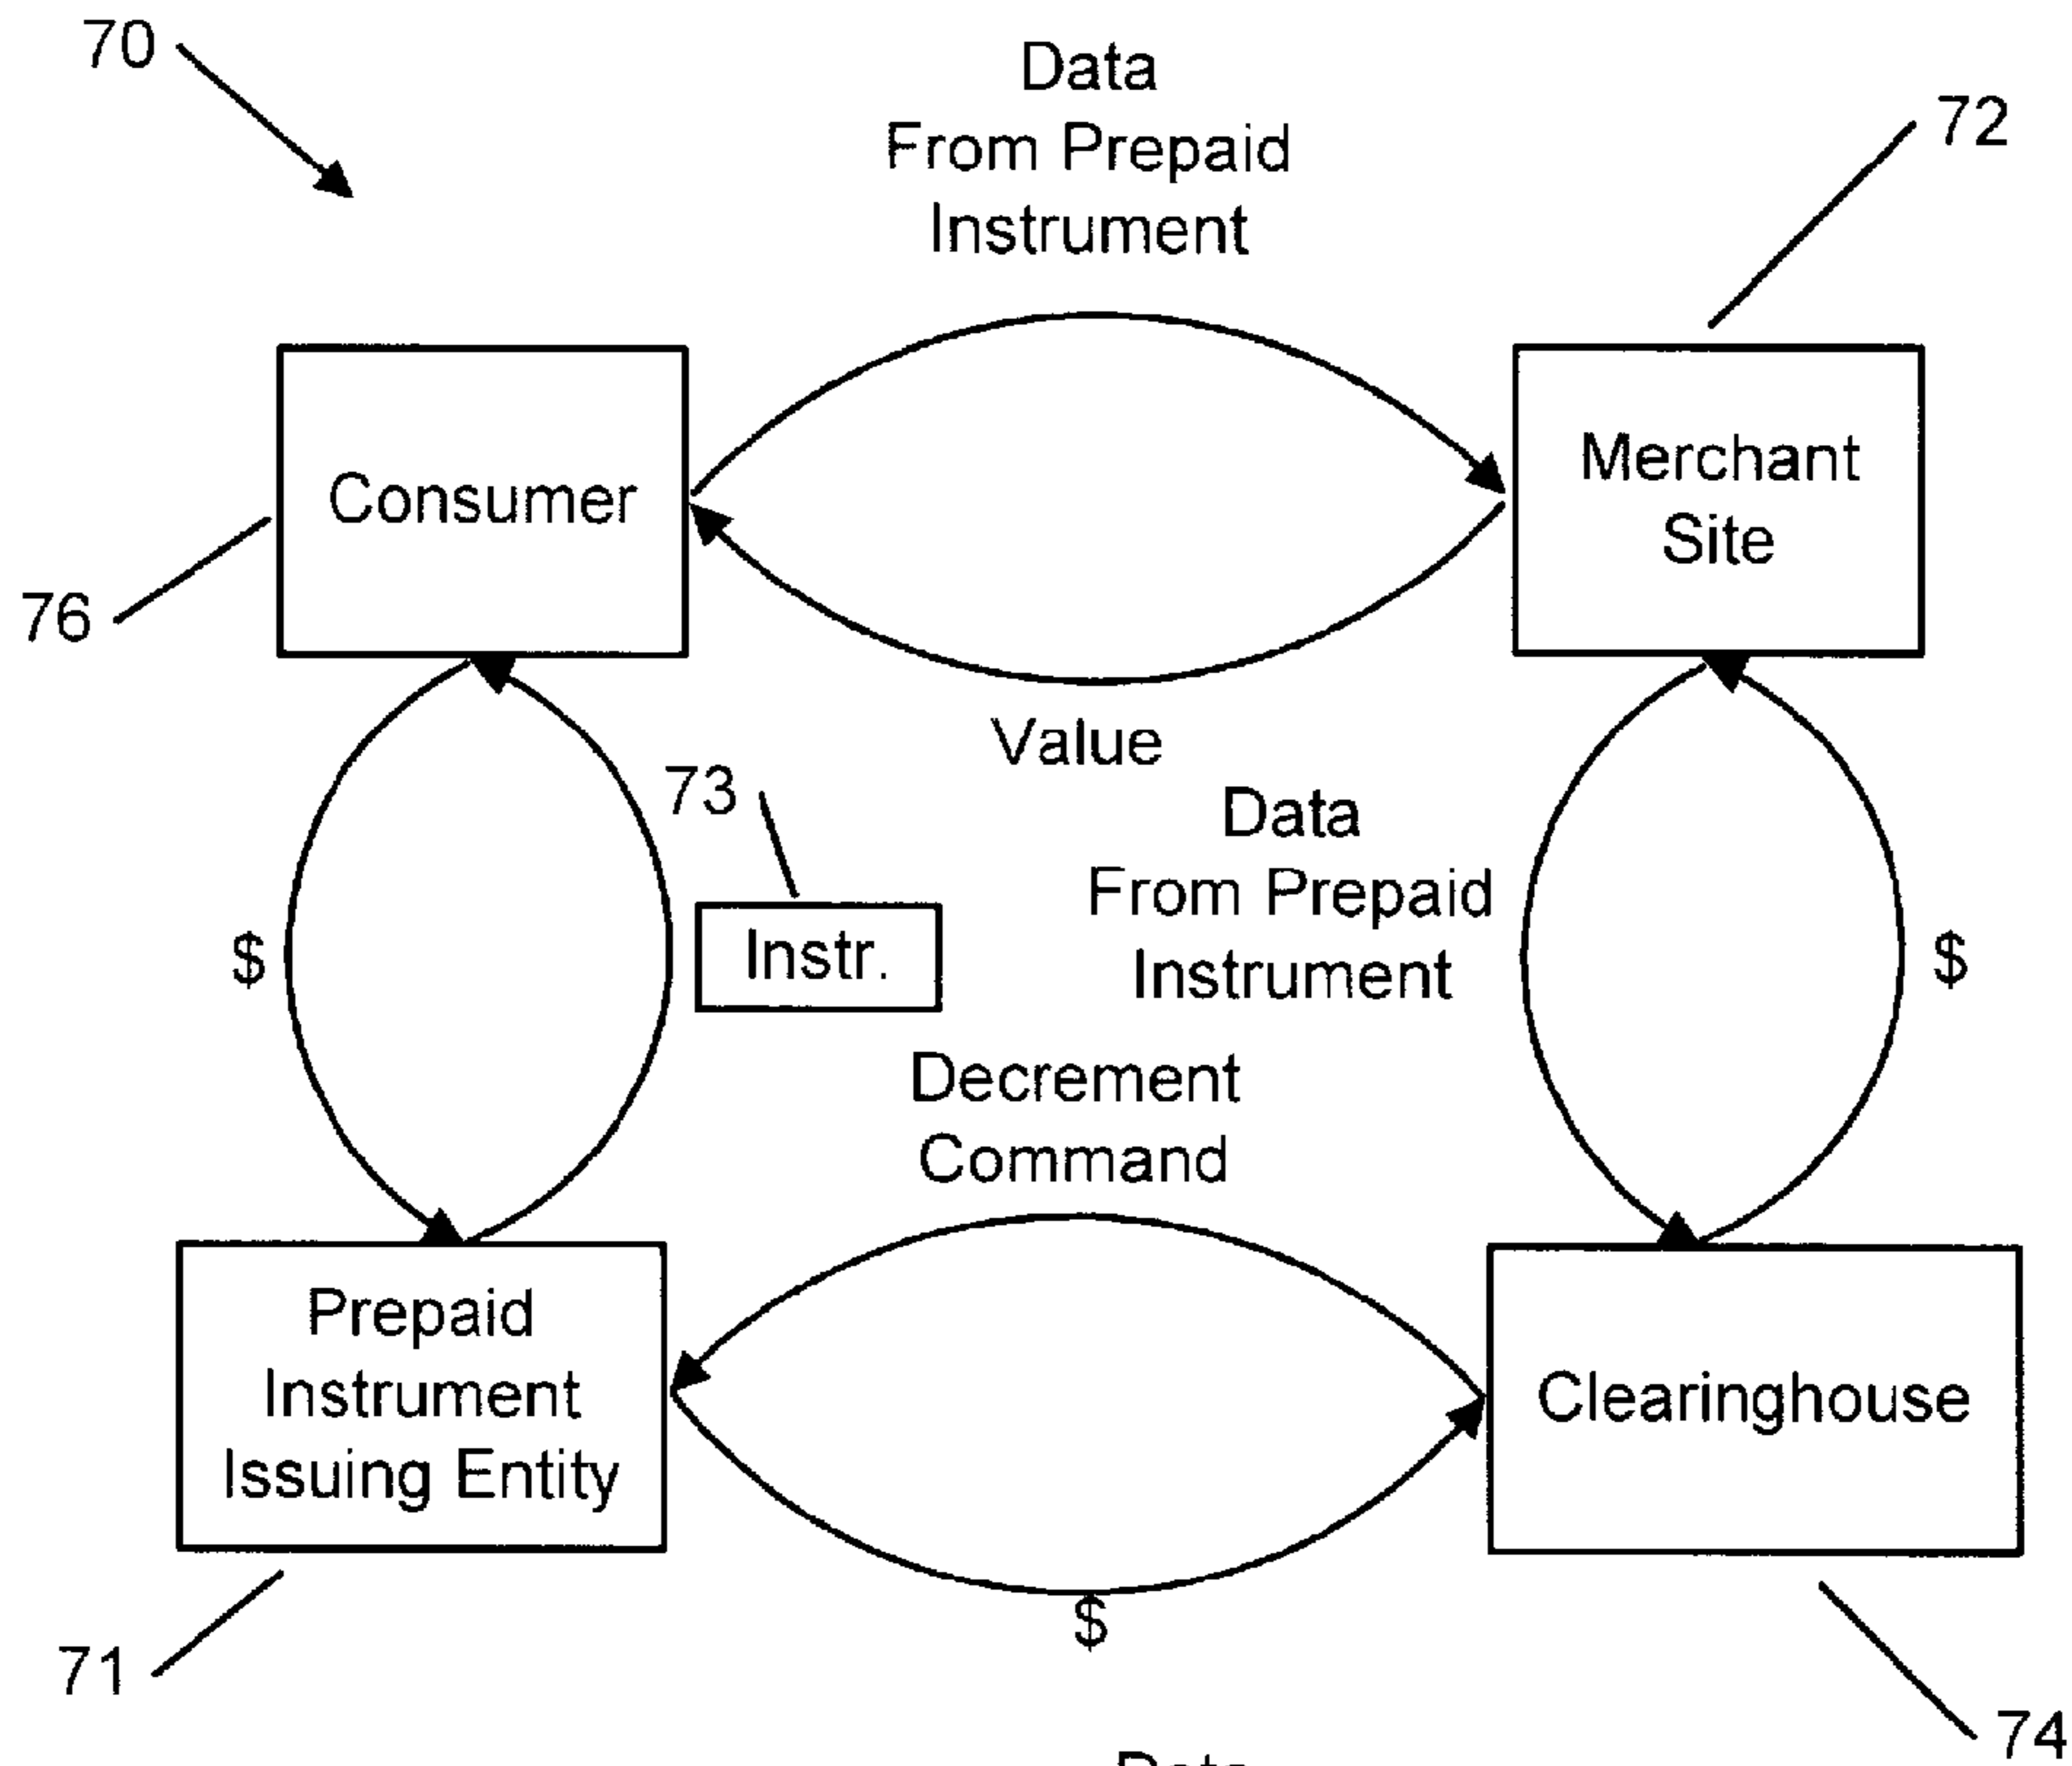 70
Data
From Prepaid
Instrument
72
Consumer
Merchant
Site
76
Value
73
Data
From Prepaid
Instrument
$
Instr.
$
Decrement
Command
Prepaid
Instrument
Issuing Entity
Clearinghouse
$
71
74